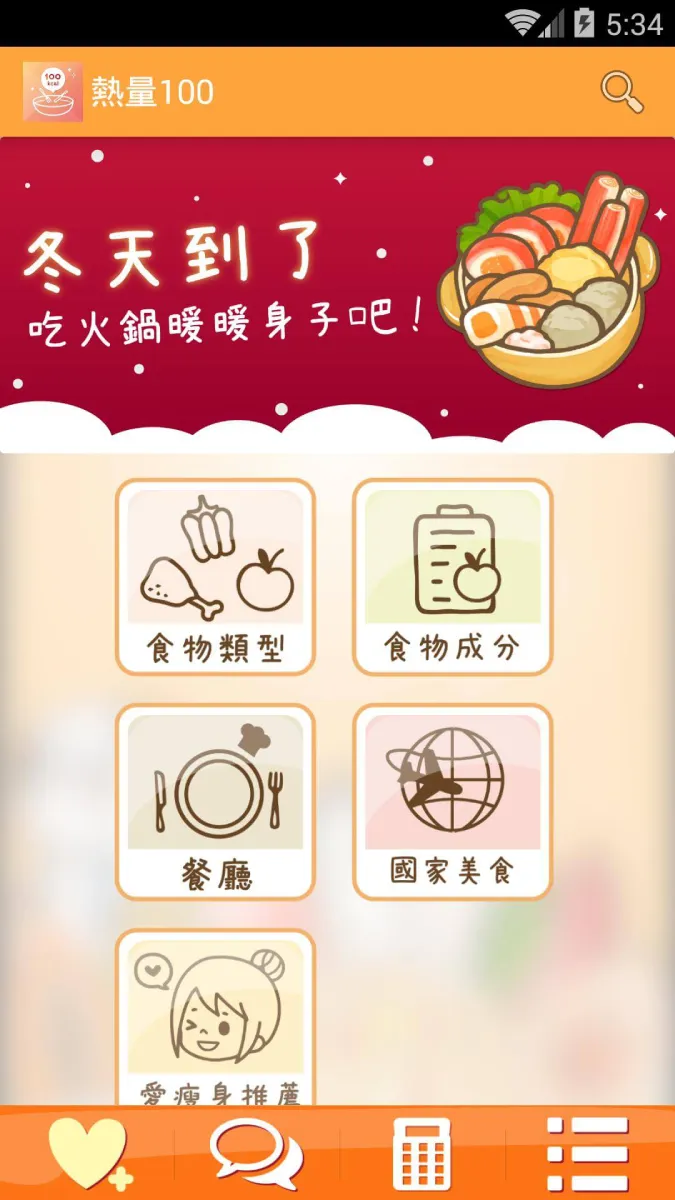 5:34
100
kcal
熱量100
冬天到了
吃火鍋暖暖身子吧!
食物類型
食物成分
餐廳
國家美食
愛瘦身推薦